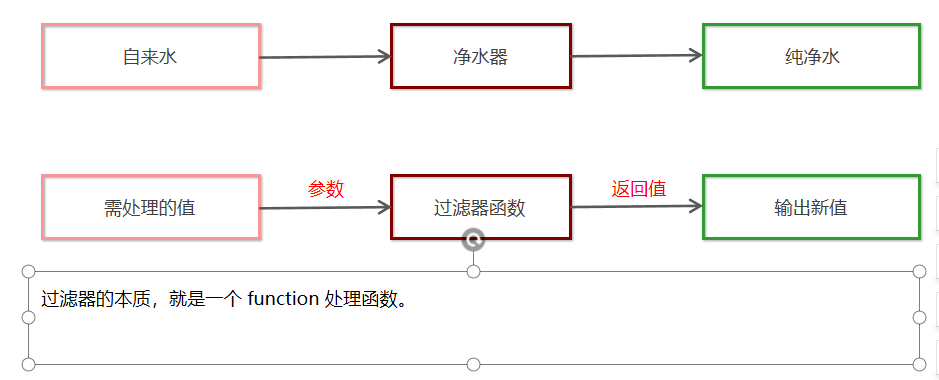 自来水 净水器 纯净水
参数 返回值
需处理的值 过滤器函数 输出新值
过滤器的本质，就是一个 function 处理函数。